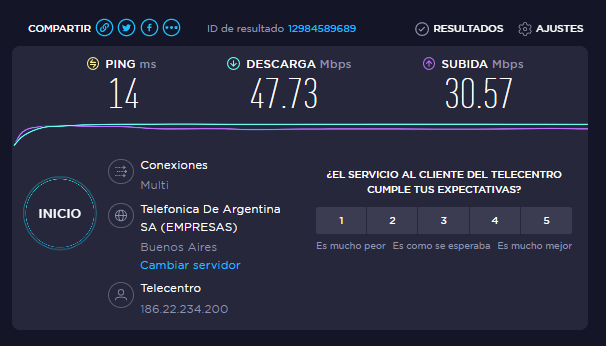 COMPARTIR
ID de resultado 12984589689
RESULTADOS
AJUSTES
PING ms
14
DESCARGA Mbps
47.73
SUBIDA Mbps
30.57
INICIO
Conexiones
Multi
Telefonica De Argentina
SA (EMPRESAS)
Buenos Aires
Cambiar servidor
Telecentro
186.22.234.200
¿EL SERVICIO AL CLIENTE DEL TELECENTRO
CUMPLE TUS EXPECTATIVAS?
1 2 3 4 5
Es mucho peor Es como se esperaba Es mucho mejor